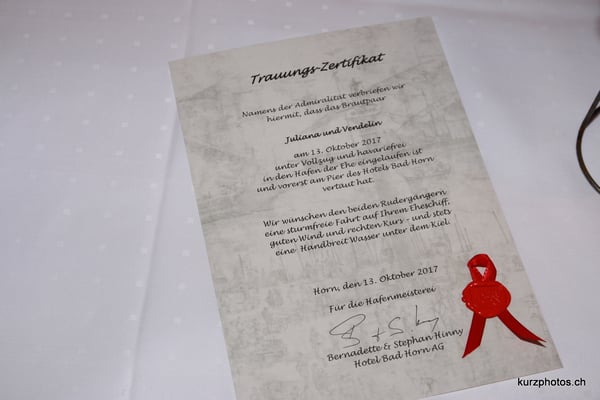 Trauungs-Zertifikat
Namens der Admiralität verbriefen wir
hiermit, dass das Brautpaar
Juliana und Vendelin
am 13. Oktober 2017
unter Vollzug und havariefrei
in den Hafen der Ehe eingelaufen ist
und vorerst am Pier des Hotels Bad Horn
vertaut hat.
Wir wünschen den beiden Rudergängern
eine sturmfreie Fahrt auf Ihrem Eheschiff,
guten Wind und rechten Kurs - und stets
eine Handbreit Wasser unter dem Kiel.
Horn, den 13. Oktober 2017
Für die Hafenmeisterei
Bernadette & Stephan Hinny
Hotel Bad Horn AG
kurzphotos.ch